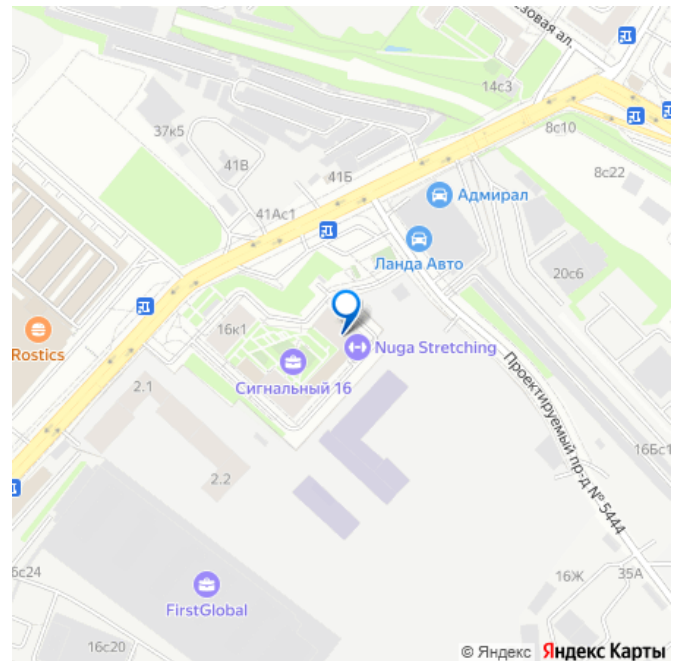 зовая ал.
14с3
37к5
8с10
41В
41Б
8с22
Адмирал
41Ас1
Ланда Авто
20с6
16к1
Rostics
Nuga Stretching
Сигнальный 16
2.1
Проектируемый пр-д № 5444
16Бс1
2.2
6с24
16Ж
35А
FirstGlobal
16с20
© Яндекс Яндекс Карты